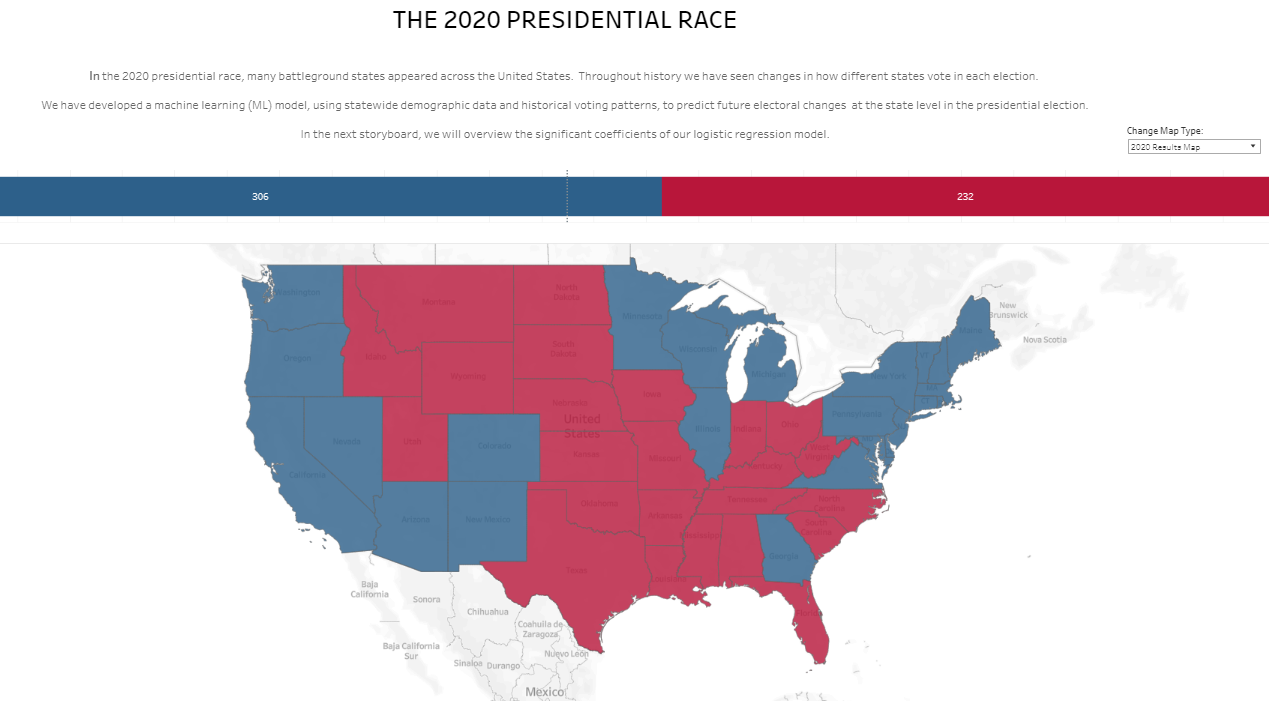 THE 2020 PRESIDENTIAL RACE
In the 2020 presidential race, many battleground states appeared across the United States.  Throughout history we have seen changes in how different states vote in each election.
We have developed a machine learning (ML) model, using statewide demographic data and historical voting patterns, to predict future electoral changes  at the state level in the presidential election.
In the next storyboard, we will overview the significant coefficients of our logistic regression model.
Change Map Type:
2020 Results Map
306
232
Washington
Montana
North
Dakota
Minnesota
Maine
New
Brunswick
Nova Scotia
Oregon
Idaho
South
Dakota
Wisconsin
Michigan
VT
New York
MA
CT
Wyoming
Nebraska
Iowa
Pennsylvania
United
States
Nevada
Utah
Colorado
Kansas
Missouri
Illinois
Indiana
Ohio
West
Virginia
MD
Kentucky
California
Arizona
New Mexico
Oklahoma
Arkansas
Tennessee
North
Carolina
South
Carolina
Mississippi
Georgia
Texas
Louisiana
Florida
Baja
California
Sonora
Chihuahua
Coahuila de
Zaragoza
Nuevo León
Baja California
Sur
Sinaloa
Durango
Mexico